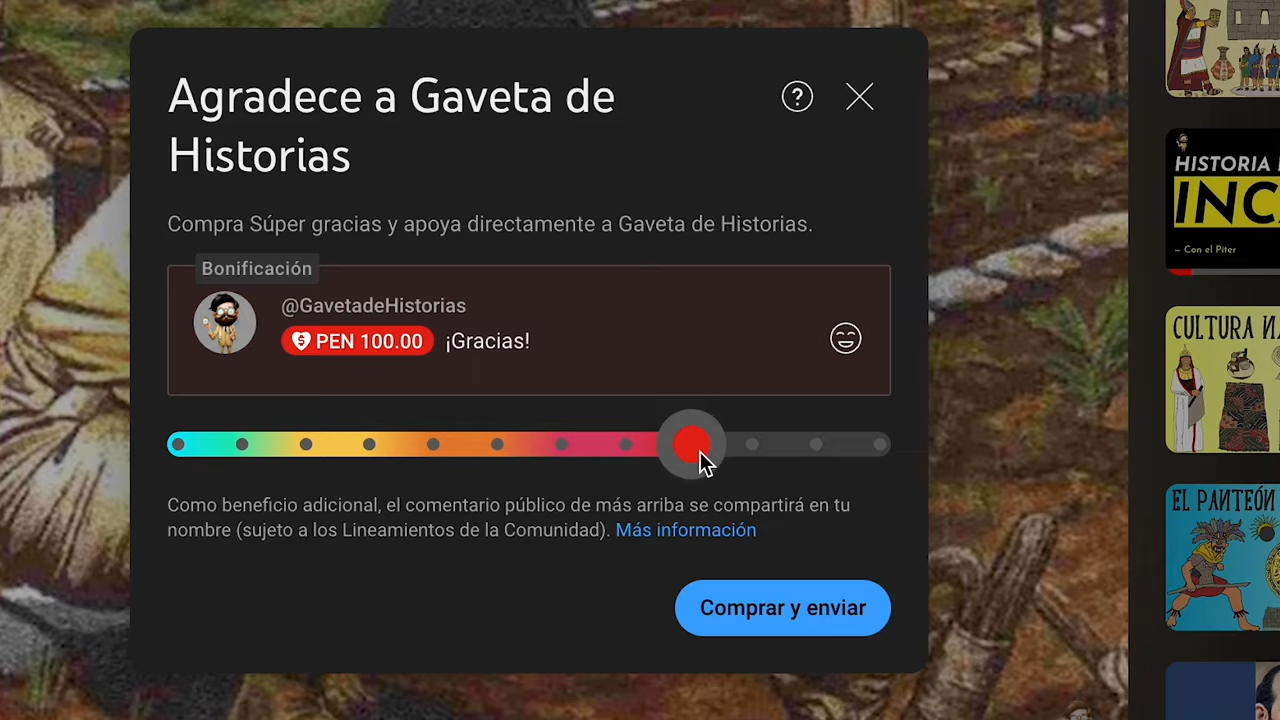 Agradece a Gaveta de
Historias
Compra Súper gracias y apoya directamente a Gaveta de Historias.
Bonificación
@GavetadeHistorias
PEN 100.00 ¡Gracias!
Como beneficio adicional, el comentario público de más arriba se compartirá en tu
nombre (sujeto a los Lineamientos de la Comunidad). Más información
Comprar y enviar
HISTORIA
INC
– Con el Piter
CULTURA
EL PANTEÓN